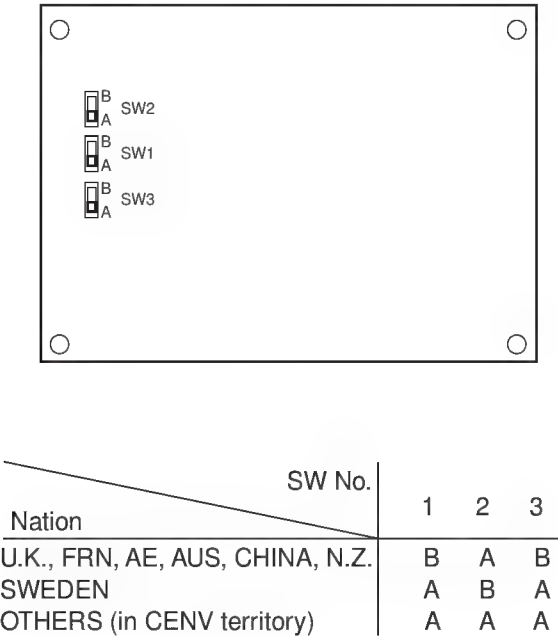 B
SW2
A
B
SW1
A
B
SW3
A
SW No.
1 2 3
Nation
U.K., FRN, AE, AUS, CHINA, N.Z. B A B
SWEDEN A B A
OTHERS (in CENV territory) A A A